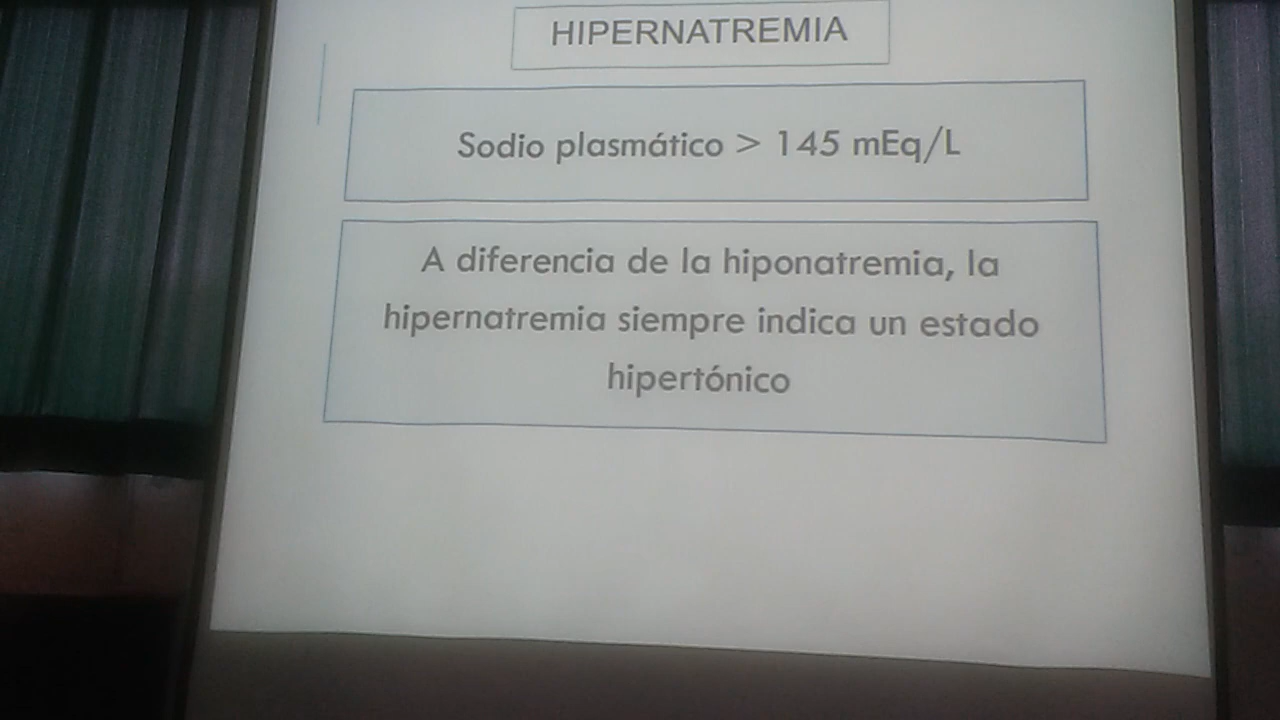 HIPERNATREMIA
Sodio plasmático > 145 mEq/L
A diferencia de la hiponatremia, la
hipernatremia siempre indica un estado
hipertónico